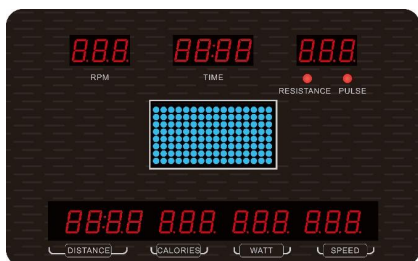 8.8.8. 88:88 8.8.8.
RPM TIME RESISTANCE PULSE
88:8.8 8.8.8. 8.8.8. 8.8.8.
DISTANCE CALORIES WATT SPEED